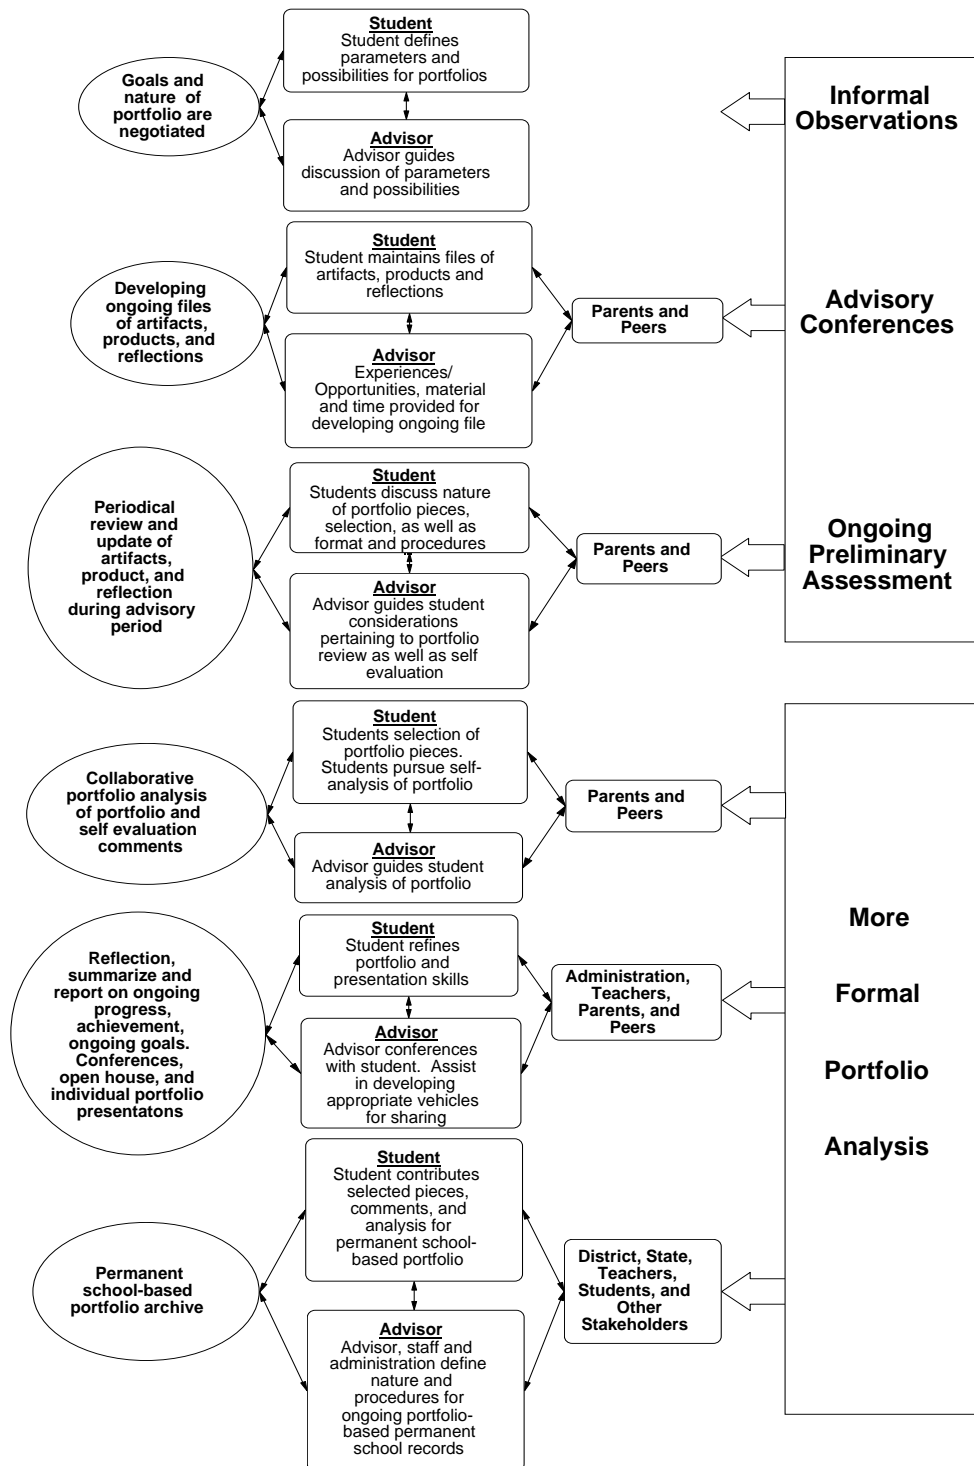 Goals and
nature of
portfolio are
negotiated
Student
Student defines
parameters and
possibilities for portfolios
Advisor
Advisor guides
discussion of parameters
and possibilities
Informal
Observations
Developing
ongoing files
of artifacts,
products, and
reflections
Student
Student maintains files of
artifacts, products and
reflections
Advisor
Experiences/
Opportunities, material
and time provided for
developing ongoing file
Parents and
Peers
Advisory
Conferences
Periodical
review and
update of
artifacts,
product, and
reflection
during advisory
period
Student
Students discuss nature
of portfolio pieces,
selection, as well as
format and procedures
Advisor
Advisor guides student
considerations
pertaining to portfolio
review as well as self
evaluation
Parents and
Peers
Ongoing
Preliminary
Assessment
Collaborative
portfolio analysis
of portfolio and
self evaluation
comments
Student
Students selection of
portfolio pieces.
Students pursue self-
analysis of portfolio
Advisor
Advisor guides student
analysis of portfolio
Parents and
Peers
Reflection,
summarize and
report on ongoing
progress,
achievement,
ongoing goals.
Conferences,
open house, and
individual portfolio
presentatons
Student
Student refines
portfolio and
presentation skills
Advisor
Advisor conferences
with student. Assist
in developing
appropriate vehicles
for sharing
Administration,
Teachers,
Parents, and
Peers
More
Formal
Portfolio
Analysis
Permanent
school-based
portfolio archive
Student
Student contributes
selected pieces,
comments, and
analysis for
permanent school-
based portfolio
Advisor
Advisor, staff and
administration define
nature and
procedures for
ongoing portfolio-
based permanent
school records
District, State,
Teachers,
Students, and
Other
Stakeholders